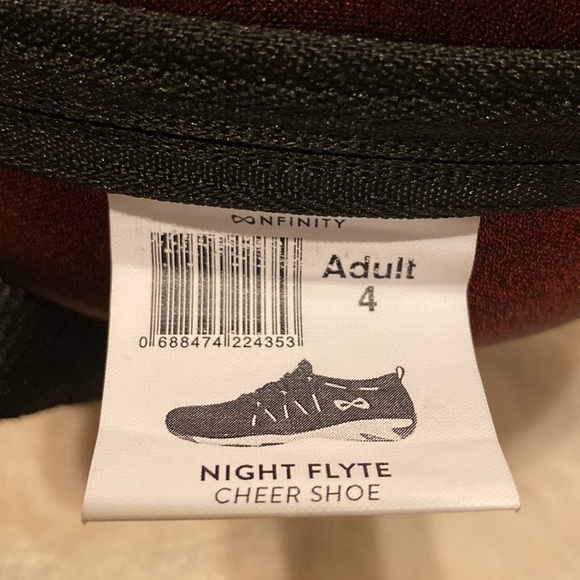 NFINITY
Adult
4
0 688474 224353
NIGHT FLYTE
CHEER SHOE